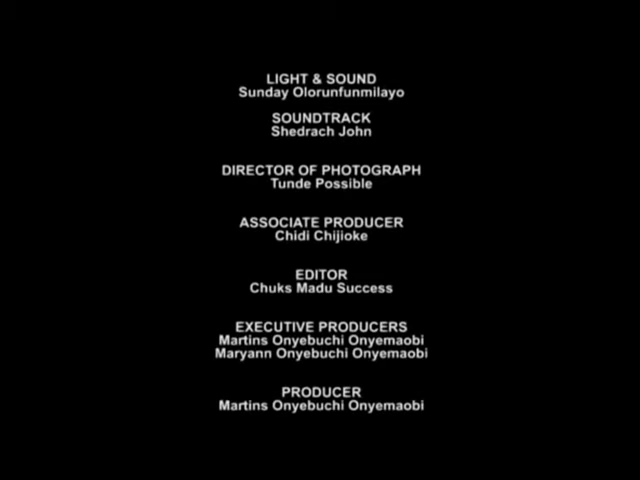 LIGHT & SOUND
Sunday Olorunfunmilayo
SOUNDTRACK
Shedrach John
DIRECTOR OF PHOTOGRAPH
Tunde Possible
ASSOCIATE PRODUCER
Chidi Chijioke
EDITOR
Chuks Madu Success
EXECUTIVE PRODUCERS
Martins Onyebuchi Onyemaobi
Maryann Onyebuchi Onyemaobi
PRODUCER
Martins Onyebuchi Onyemaobi